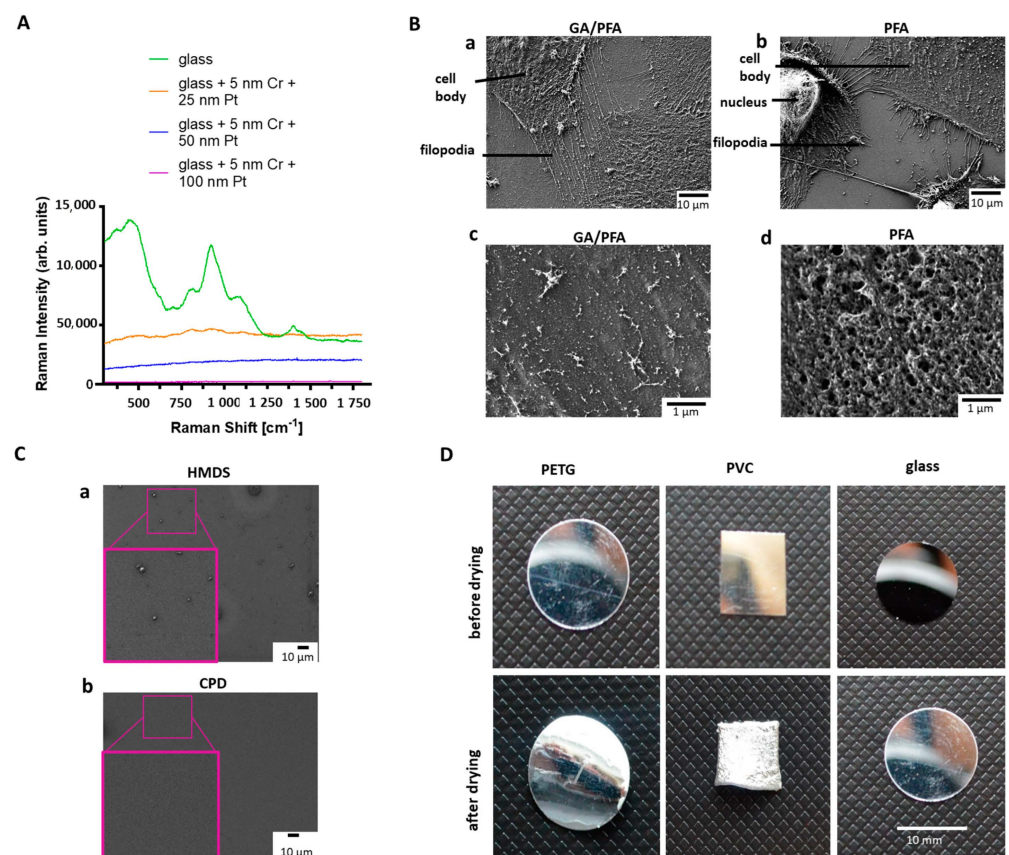 A
glass
glass + 5 nm Cr +
25 nm Pt
glass + 5 nm Cr +
50 nm Pt
glass + 5 nm Cr +
100 nm Pt
Raman Intensity (arb. units)
15,000
10,000
50,000
0
500
750
1 000
1 250
1 500
1 750
Raman Shift [cm⁻¹]
B
GA/PFA
a
cell
body
filopodia
10 µm
PFA
b
cell
body
nucleus
filopodia
10 µm
GA/PFA
c
1 µm
PFA
d
1 µm
C
HMDS
a
10 µm
CPD
b
10 µm
D
PETG
PVC
glass
before drying
after drying
10 mm